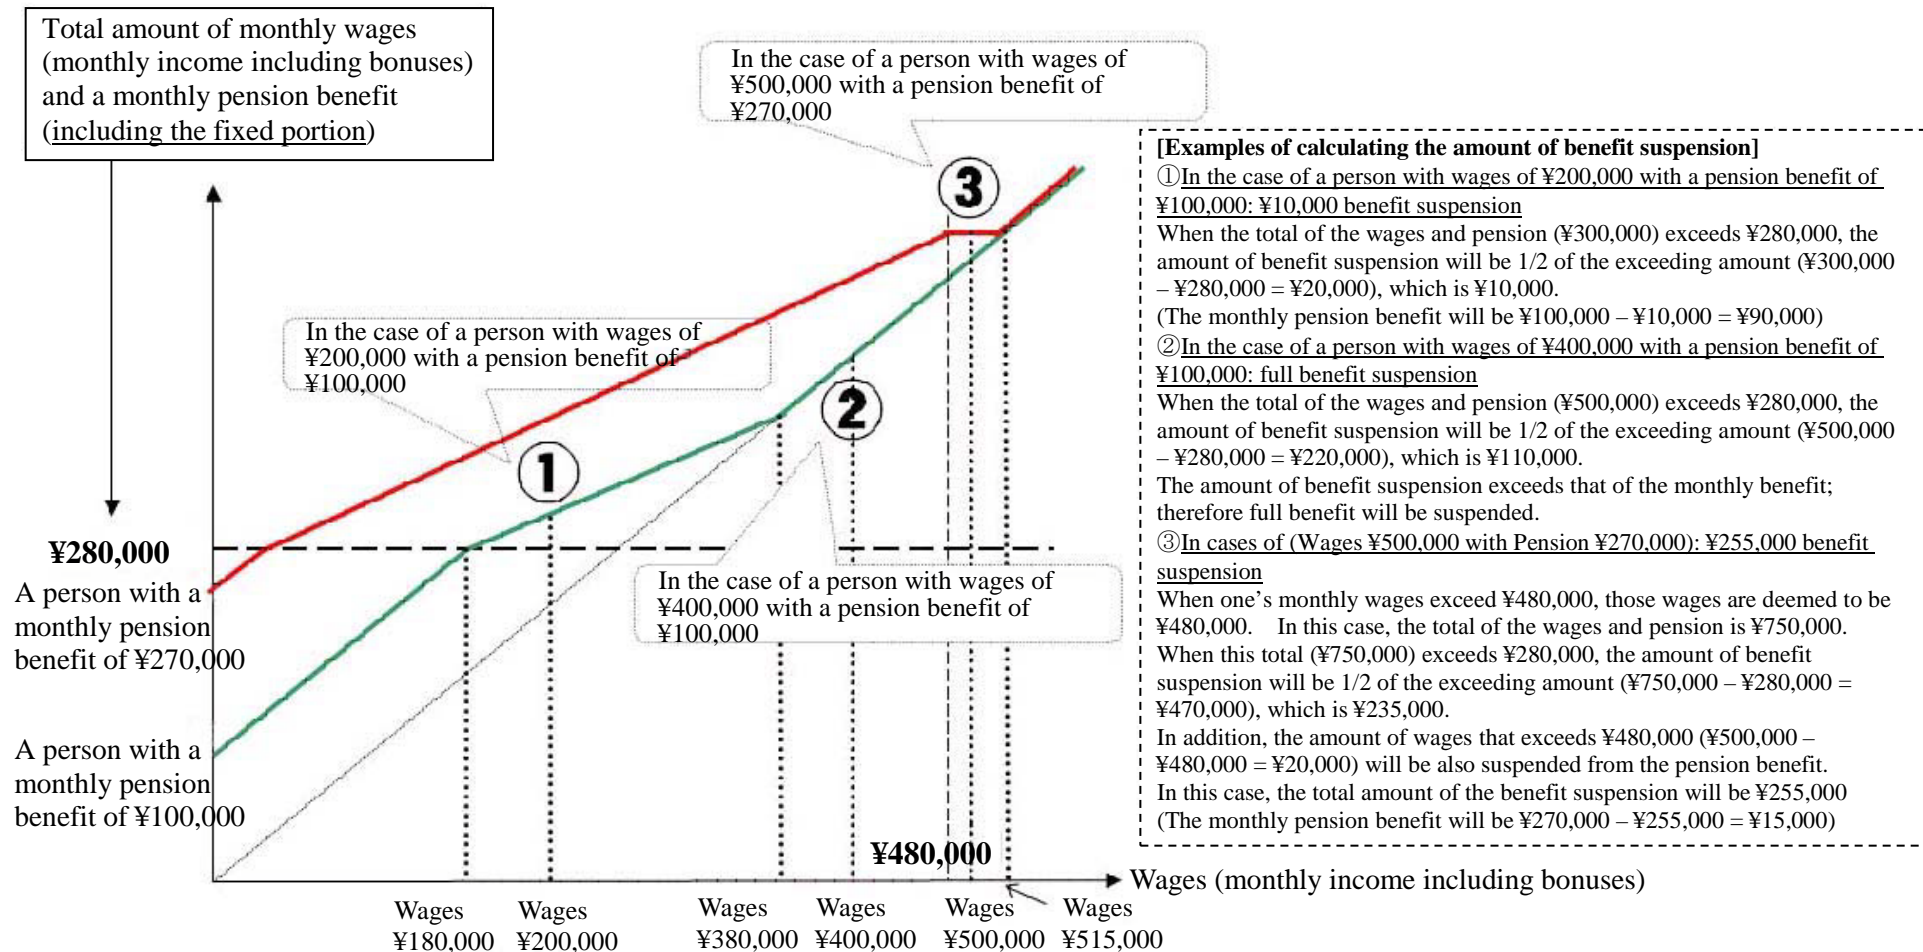 Total amount of monthly wages
(monthly income including bonuses)
and a monthly pension benefit
(including the fixed portion)
In the case of a person with wages of
¥500,000 with a pension benefit of
¥270,000
③
In the case of a person with wages of
¥200,000 with a pension benefit of
¥100,000
①
②
¥280,000
In the case of a person with wages of
¥400,000 with a pension benefit of
¥100,000
A person with a
monthly pension
benefit of ¥270,000
A person with a
monthly pension
benefit of ¥100,000
¥480,000
Wages (monthly income including bonuses)
Wages
¥180,000
Wages
¥200,000
Wages
¥380,000
Wages
¥400,000
Wages
¥500,000
Wages
¥515,000
[Examples of calculating the amount of benefit suspension]
①In the case of a person with wages of ¥200,000 with a pension benefit of
¥100,000: ¥10,000 benefit suspension
When the total of the wages and pension (¥300,000) exceeds ¥280,000, the
amount of benefit suspension will be 1/2 of the exceeding amount (¥300,000
– ¥280,000 = ¥20,000), which is ¥10,000.
(The monthly pension benefit will be ¥100,000 – ¥10,000 = ¥90,000)
②In the case of a person with wages of ¥400,000 with a pension benefit of
¥100,000: full benefit suspension
When the total of the wages and pension (¥500,000) exceeds ¥280,000, the
amount of benefit suspension will be 1/2 of the exceeding amount (¥500,000
– ¥280,000 = ¥220,000), which is ¥110,000.
The amount of benefit suspension exceeds that of the monthly benefit;
therefore full benefit will be suspended.
③In cases of (Wages ¥500,000 with Pension ¥270,000): ¥255,000 benefit
suspension
When one’s monthly wages exceed ¥480,000, those wages are deemed to be
¥480,000. In this case, the total of the wages and pension is ¥750,000.
When this total (¥750,000) exceeds ¥280,000, the amount of benefit
suspension will be 1/2 of the exceeding amount (¥750,000 – ¥280,000 =
¥470,000), which is ¥235,000.
In addition, the amount of wages that exceeds ¥480,000 (¥500,000 –
¥480,000 = ¥20,000) will be also suspended from the pension benefit.
In this case, the total amount of the benefit suspension will be ¥255,000
(The monthly pension benefit will be ¥270,000 – ¥255,000 = ¥15,000)